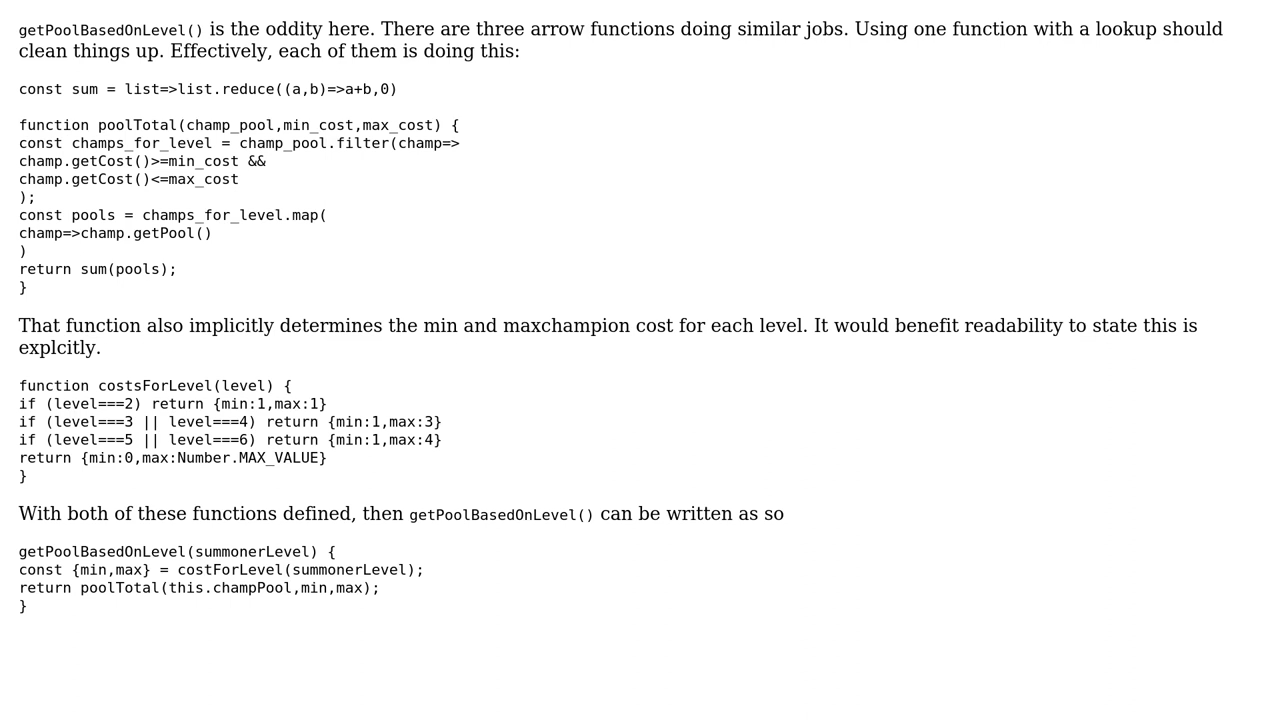 getPoolBasedOnLevel() is the oddity here. There are three arrow functions doing similar jobs. Using one function with a lookup should
clean things up. Effectively, each of them is doing this:
const sum = list=>list.reduce((a,b)=>a+b,0)
function poolTotal(champ_pool,min_cost,max_cost) {
const champs_for_level = champ_pool.filter(champ=>
champ.getCost()>=min_cost &&
champ.getCost()<=max_cost
);
const pools = champs_for_level.map(
champ=>champ.getPool()
)
return sum(pools);
}
That function also implicitly determines the min and maxchampion cost for each level. It would benefit readability to state this is
explcitly.
function costsForLevel(level) {
if (level===2) return {min:1,max:1}
if (level===3 || level===4) return {min:1,max:3}
if (level===5 || level===6) return {min:1,max:4}
return {min:0,max:Number.MAX_VALUE}
}
With both of these functions defined, then getPoolBasedOnLevel() can be written as so
getPoolBasedOnLevel(summonerLevel) {
const {min,max} = costForLevel(summonerLevel);
return poolTotal(this.champPool,min,max);
}